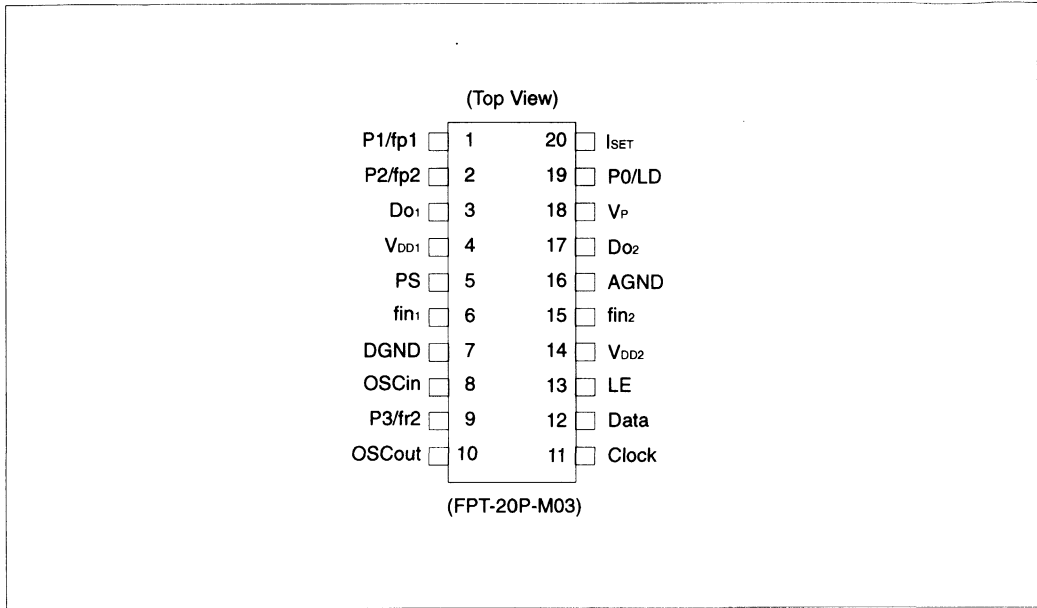 (Top View)
P1/fp1 1 20 ISET
P2/fp2 2 19 P0/LD
Do1 3 18 VP
VDD1 4 17 Do2
PS 5 16 AGND
fin1 6 15 fin2
DGND 7 14 VDD2
OSCin 8 13 LE
P3/fr2 9 12 Data
OSCout 10 11 Clock
(FPT-20P-M03)